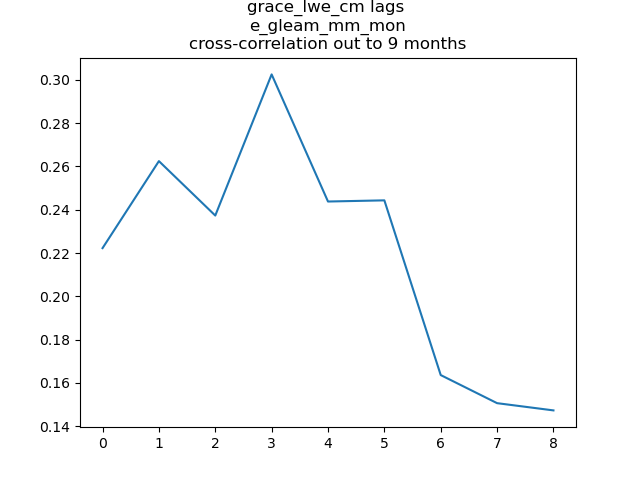 grace_lwe_cm lags
e_gleam_mm_mon
cross-correlation out to 9 months
0.30
0.28
0.26
0.24
0.22
0.20
0.18
0.16
0.14
0 1 2 3 4 5 6 7 8